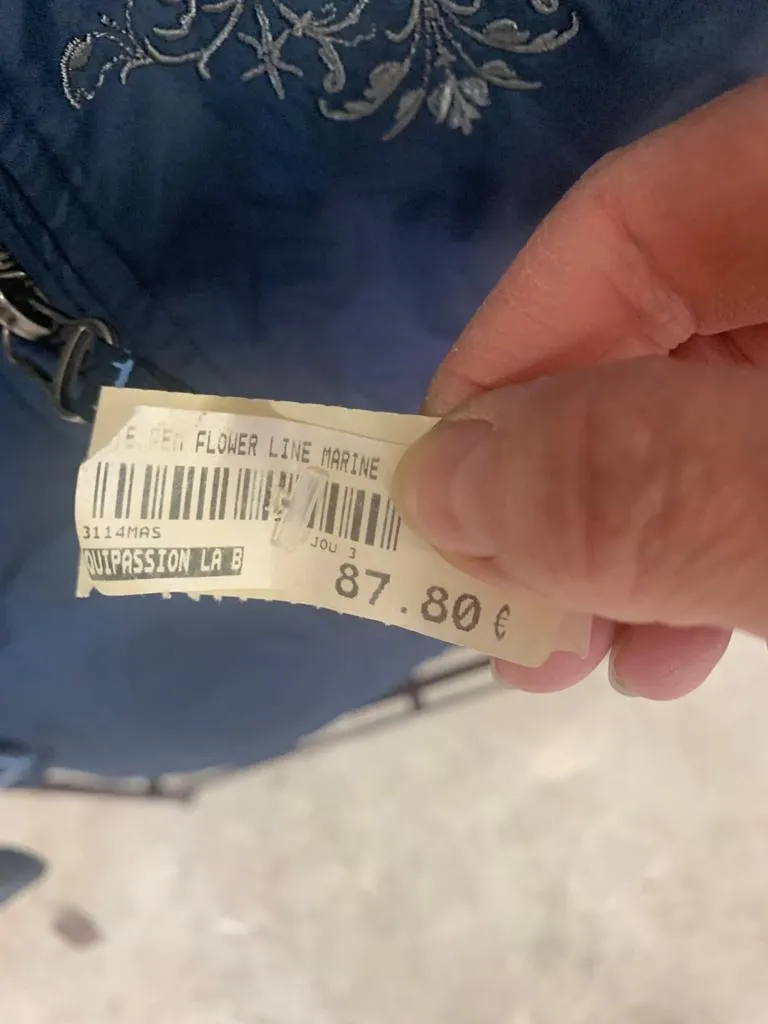 FLOWER LINE MARINE
3114MAS
JOU 3
QUIPASSION LA B
87.80 €